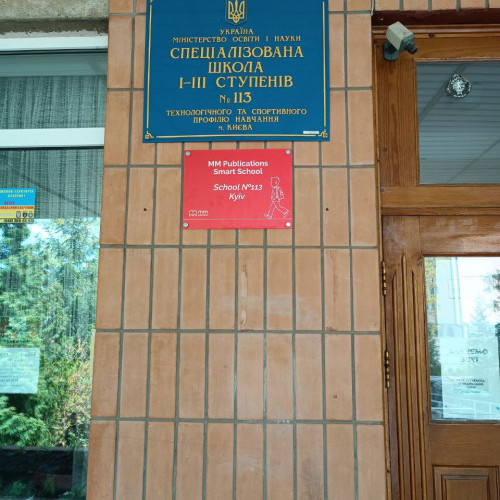 УКРАЇНА
МІНІСТЕРСТВО ОСВІТИ І НАУКИ
СПЕЦІАЛІЗОВАНА
ШКОЛА
І–ІІІ СТУПЕНІВ
№ 113
ТЕХНОЛОГІЧНОГО ТА СПОРТИВНОГО
ПРОФІЛЮ НАВЧАННЯ
м. КИЄВА
MM Publications
Smart School
School №113
Kyiv